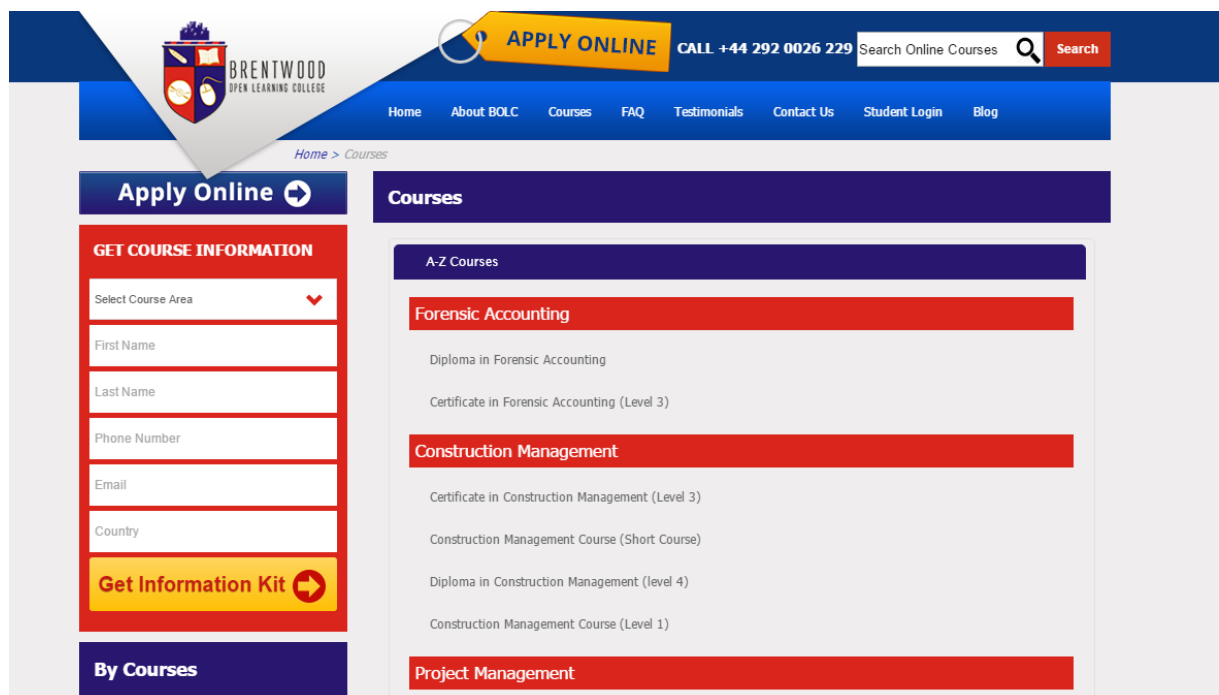 BRENTWOOD
OPEN LEARNING COLLEGE
APPLY ONLINE
CALL +44 292 0026 229
Search Online Courses
Search
Home
About BOLC
Courses
FAQ
Testimonials
Contact Us
Student Login
Blog
Home > Courses
Apply Online
GET COURSE INFORMATION
Select Course Area
First Name
Last Name
Phone Number
Email
Country
Get Information Kit
By Courses
Courses
A-Z Courses
Forensic Accounting
Diploma in Forensic Accounting
Certificate in Forensic Accounting (Level 3)
Construction Management
Certificate in Construction Management (Level 3)
Construction Management Course (Short Course)
Diploma in Construction Management (level 4)
Construction Management Course (Level 1)
Project Management